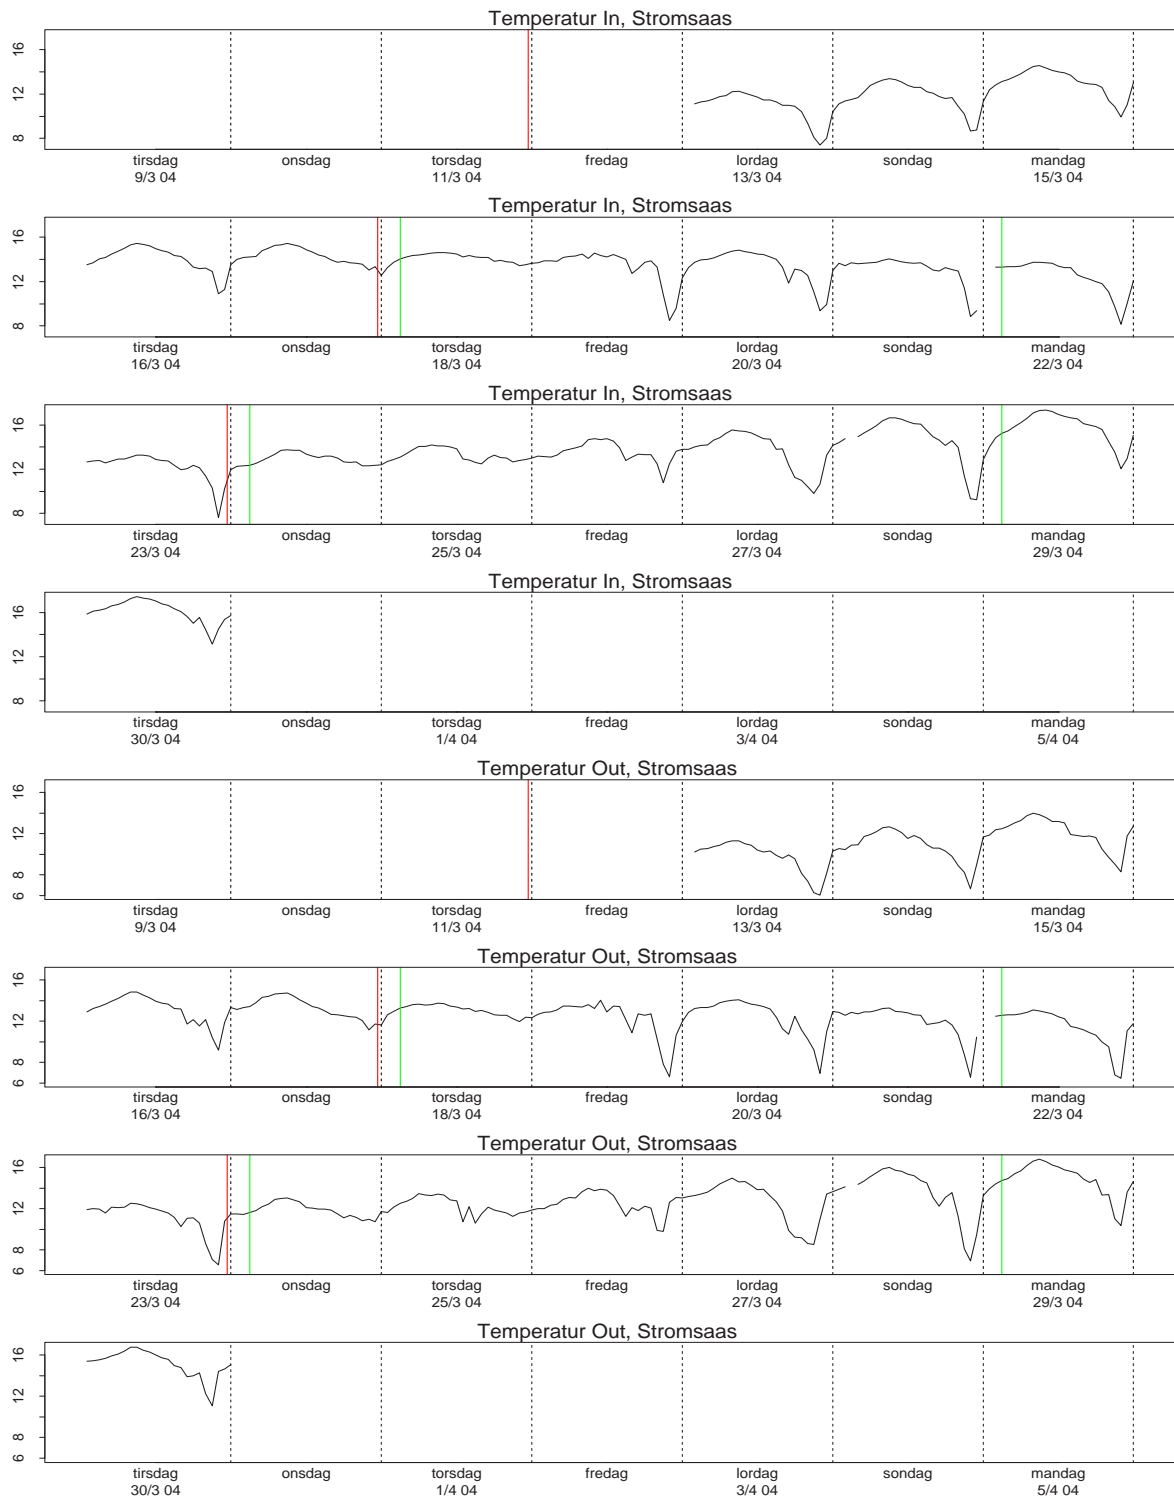 Temperatur In, Stromsaas
16
12
8
tirsdag onsdag torsdag fredag lordag sondag mandag
9/3 04 11/3 04 13/3 04 15/3 04
Temperatur In, Stromsaas
16
12
8
tirsdag onsdag torsdag fredag lordag sondag mandag
16/3 04 18/3 04 20/3 04 22/3 04
Temperatur In, Stromsaas
16
12
8
tirsdag onsdag torsdag fredag lordag sondag mandag
23/3 04 25/3 04 27/3 04 29/3 04
Temperatur In, Stromsaas
16
12
8
tirsdag onsdag torsdag fredag lordag sondag mandag
30/3 04 1/4 04 3/4 04 5/4 04
Temperatur Out, Stromsaas
16
12
8
6
tirsdag onsdag torsdag fredag lordag sondag mandag
9/3 04 11/3 04 13/3 04 15/3 04
Temperatur Out, Stromsaas
16
12
8
6
tirsdag onsdag torsdag fredag lordag sondag mandag
16/3 04 18/3 04 20/3 04 22/3 04
Temperatur Out, Stromsaas
16
12
8
6
tirsdag onsdag torsdag fredag lordag sondag mandag
23/3 04 25/3 04 27/3 04 29/3 04
Temperatur Out, Stromsaas
16
12
8
6
tirsdag onsdag torsdag fredag lordag sondag mandag
30/3 04 1/4 04 3/4 04 5/4 04